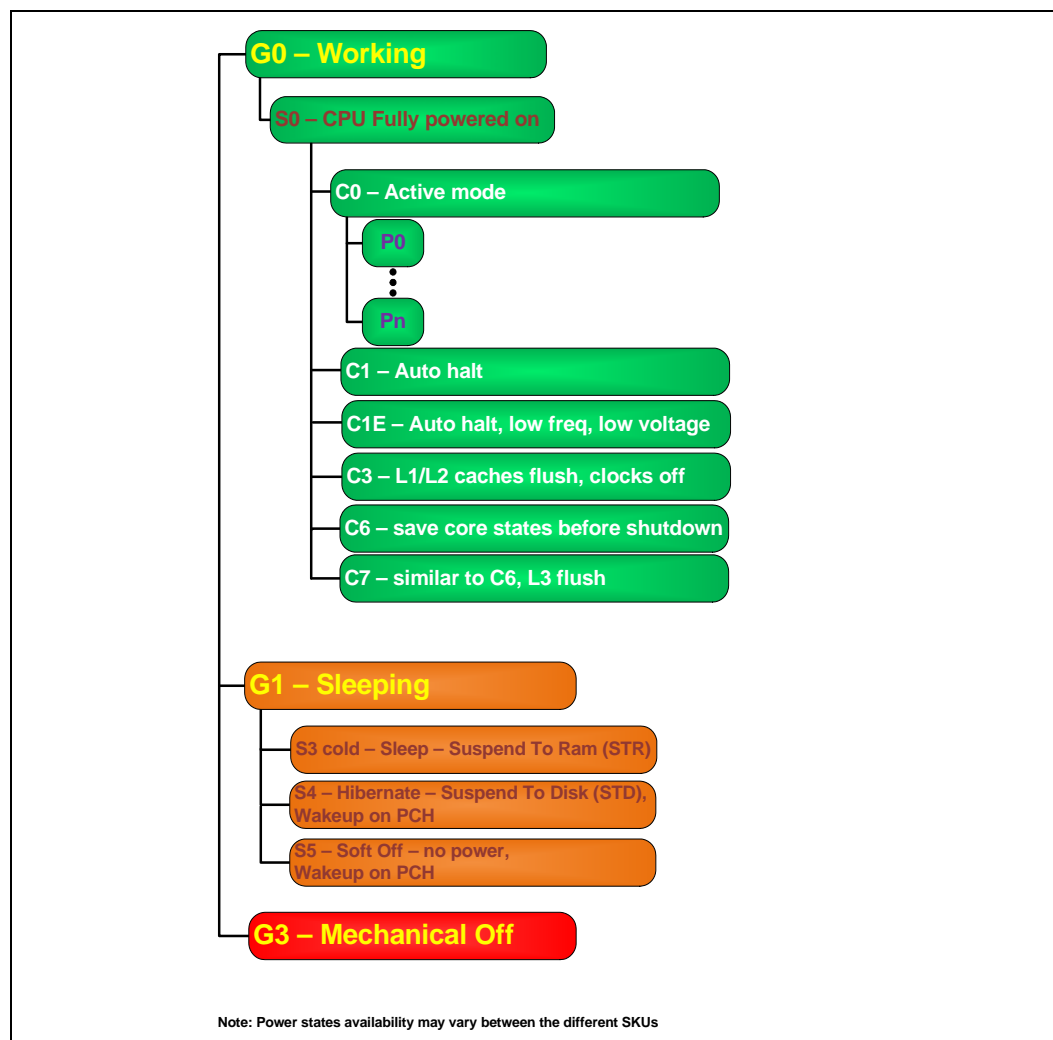 G0 – Working
S0 – CPU Fully powered on
C0 – Active mode
P0
Pn
C1 – Auto halt
C1E – Auto halt, low freq, low voltage
C3 – L1/L2 caches flush, clocks off
C6 – save core states before shutdown
C7 – similar to C6, L3 flush
G1 – Sleeping
S3 cold – Sleep – Suspend To Ram (STR)
S4 – Hibernate – Suspend To Disk (STD),
Wakeup on PCH
S5 – Soft Off – no power,
Wakeup on PCH
G3 – Mechanical Off
Note: Power states availability may vary between the different SKUs